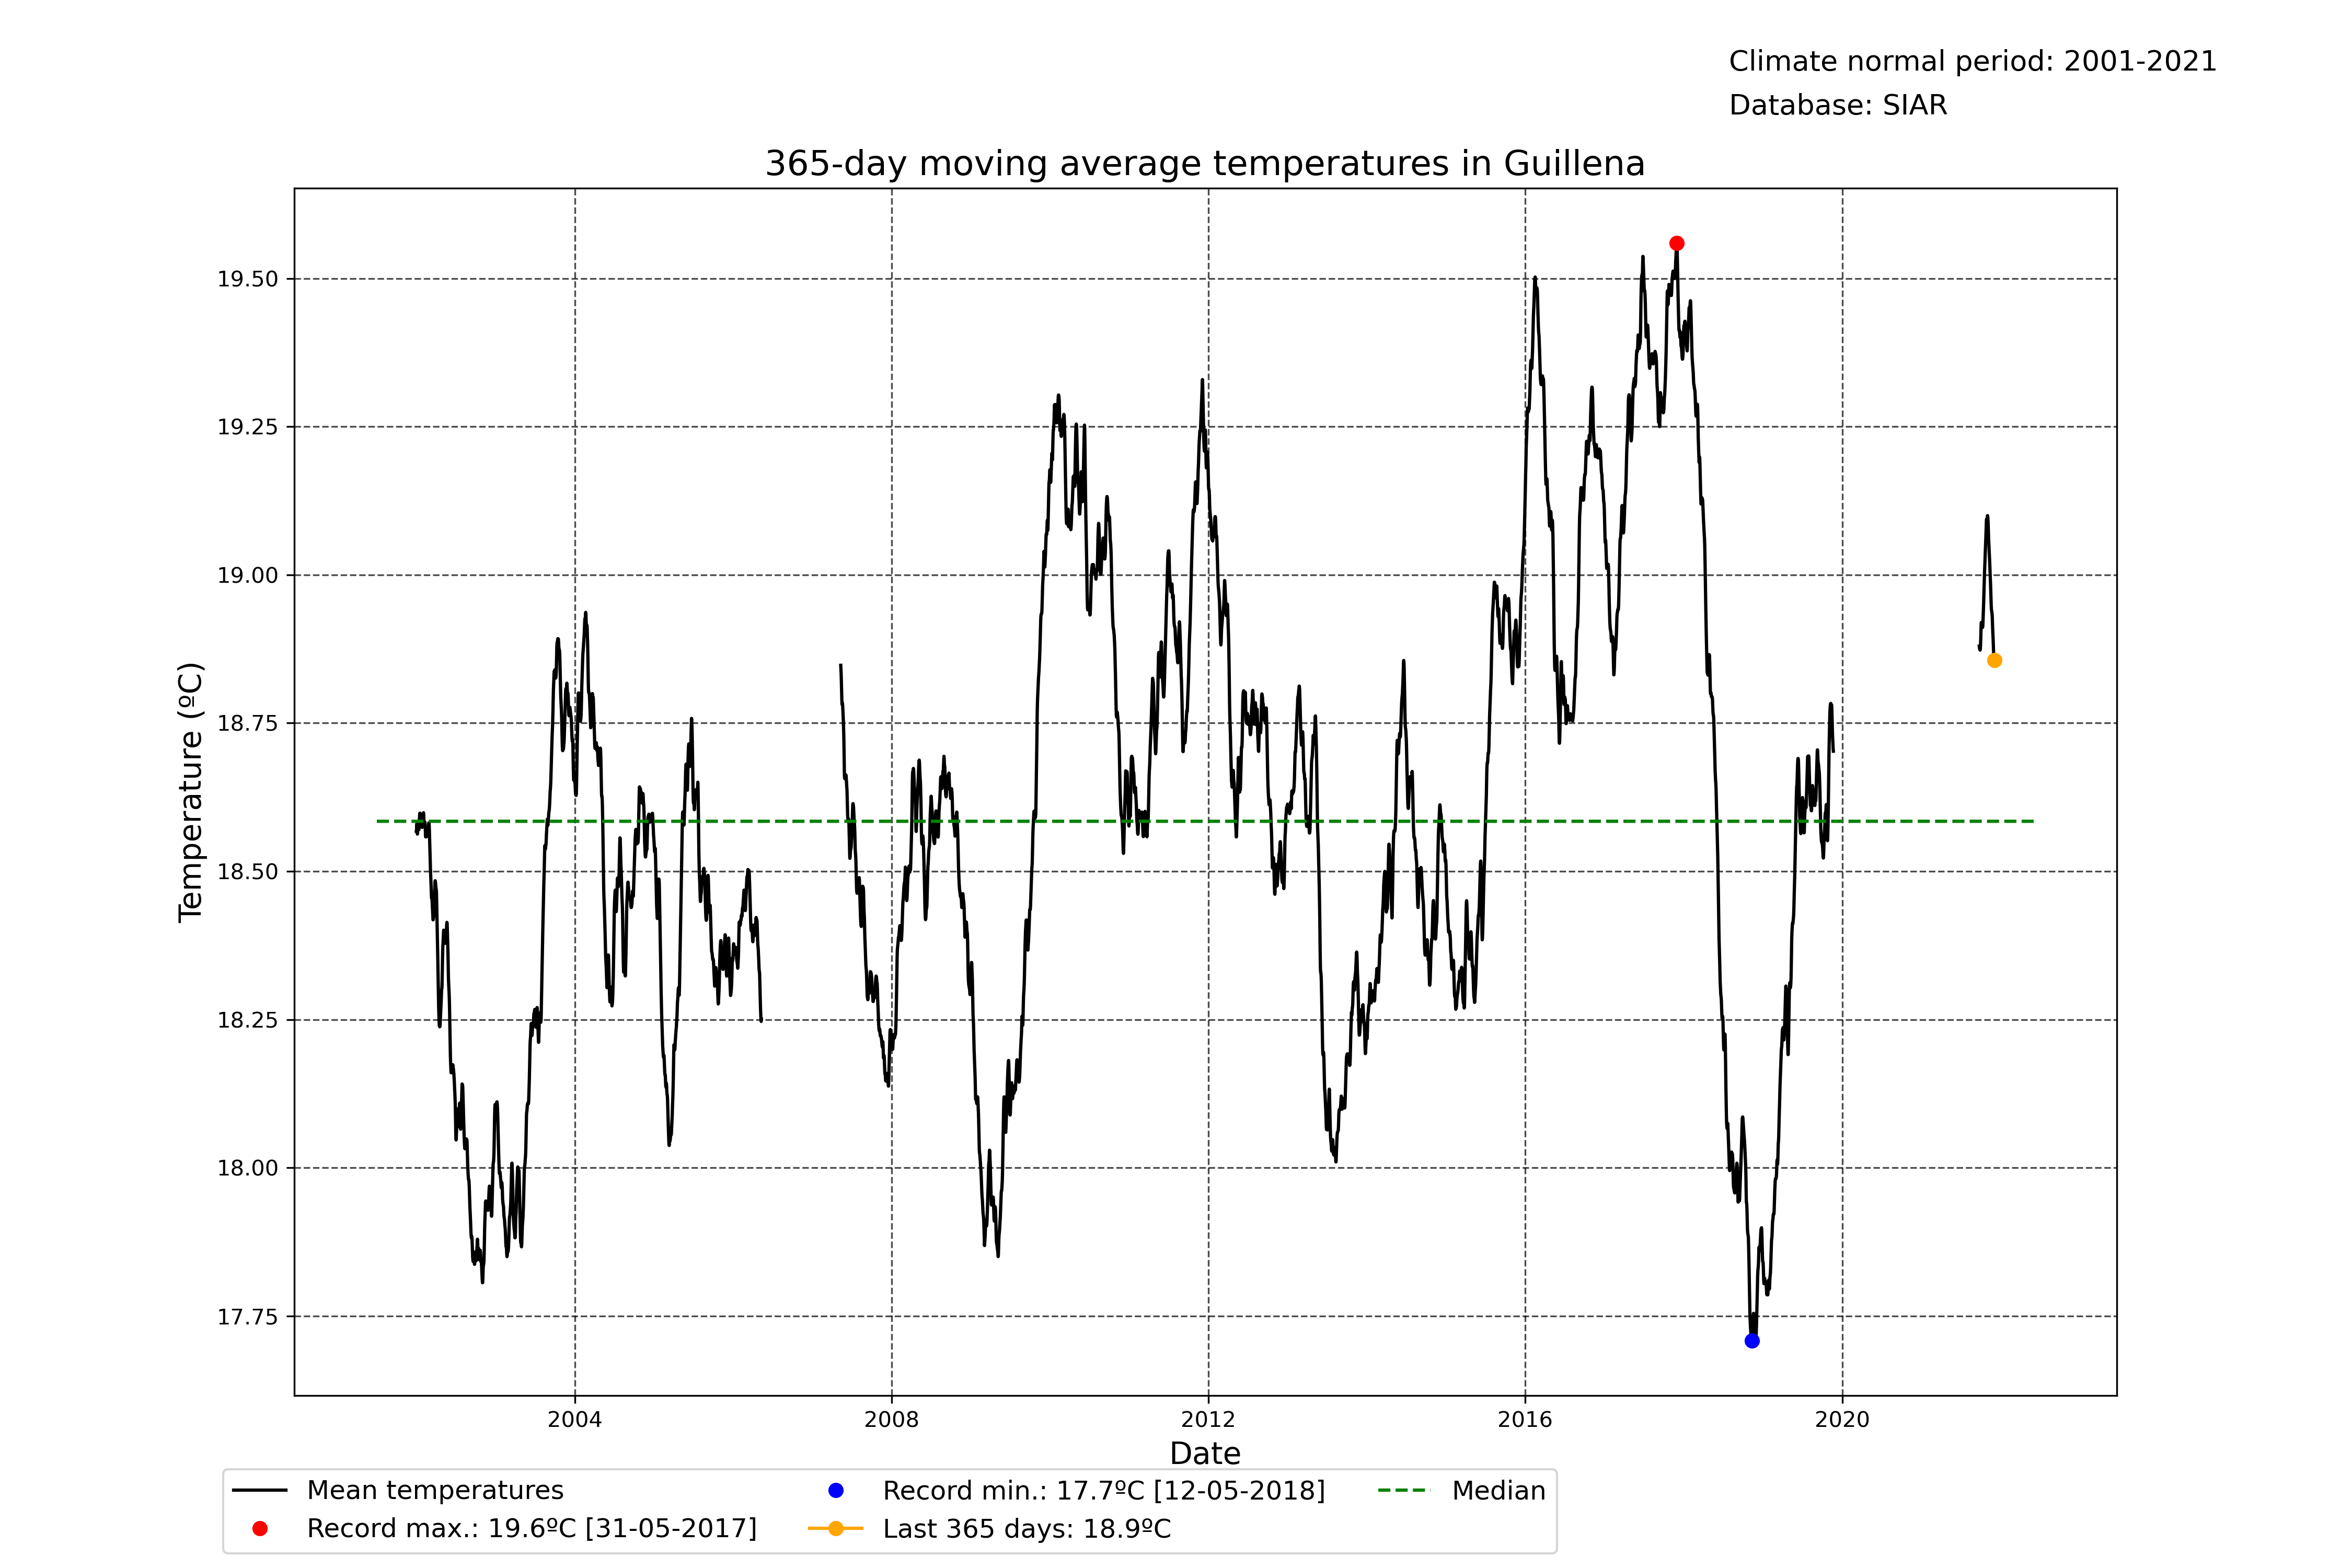 Climate normal period: 2001-2021
Database: SIAR
365-day moving average temperatures in Guillena
19.50
19.25
19.00
18.75
18.50
18.25
18.00
17.75
Temperature (ºC)
2004 2008 2012 2016 2020
Date
Mean temperatures
Record max.: 19.6ºC [31-05-2017]
Record min.: 17.7ºC [12-05-2018]
Last 365 days: 18.9ºC
Median